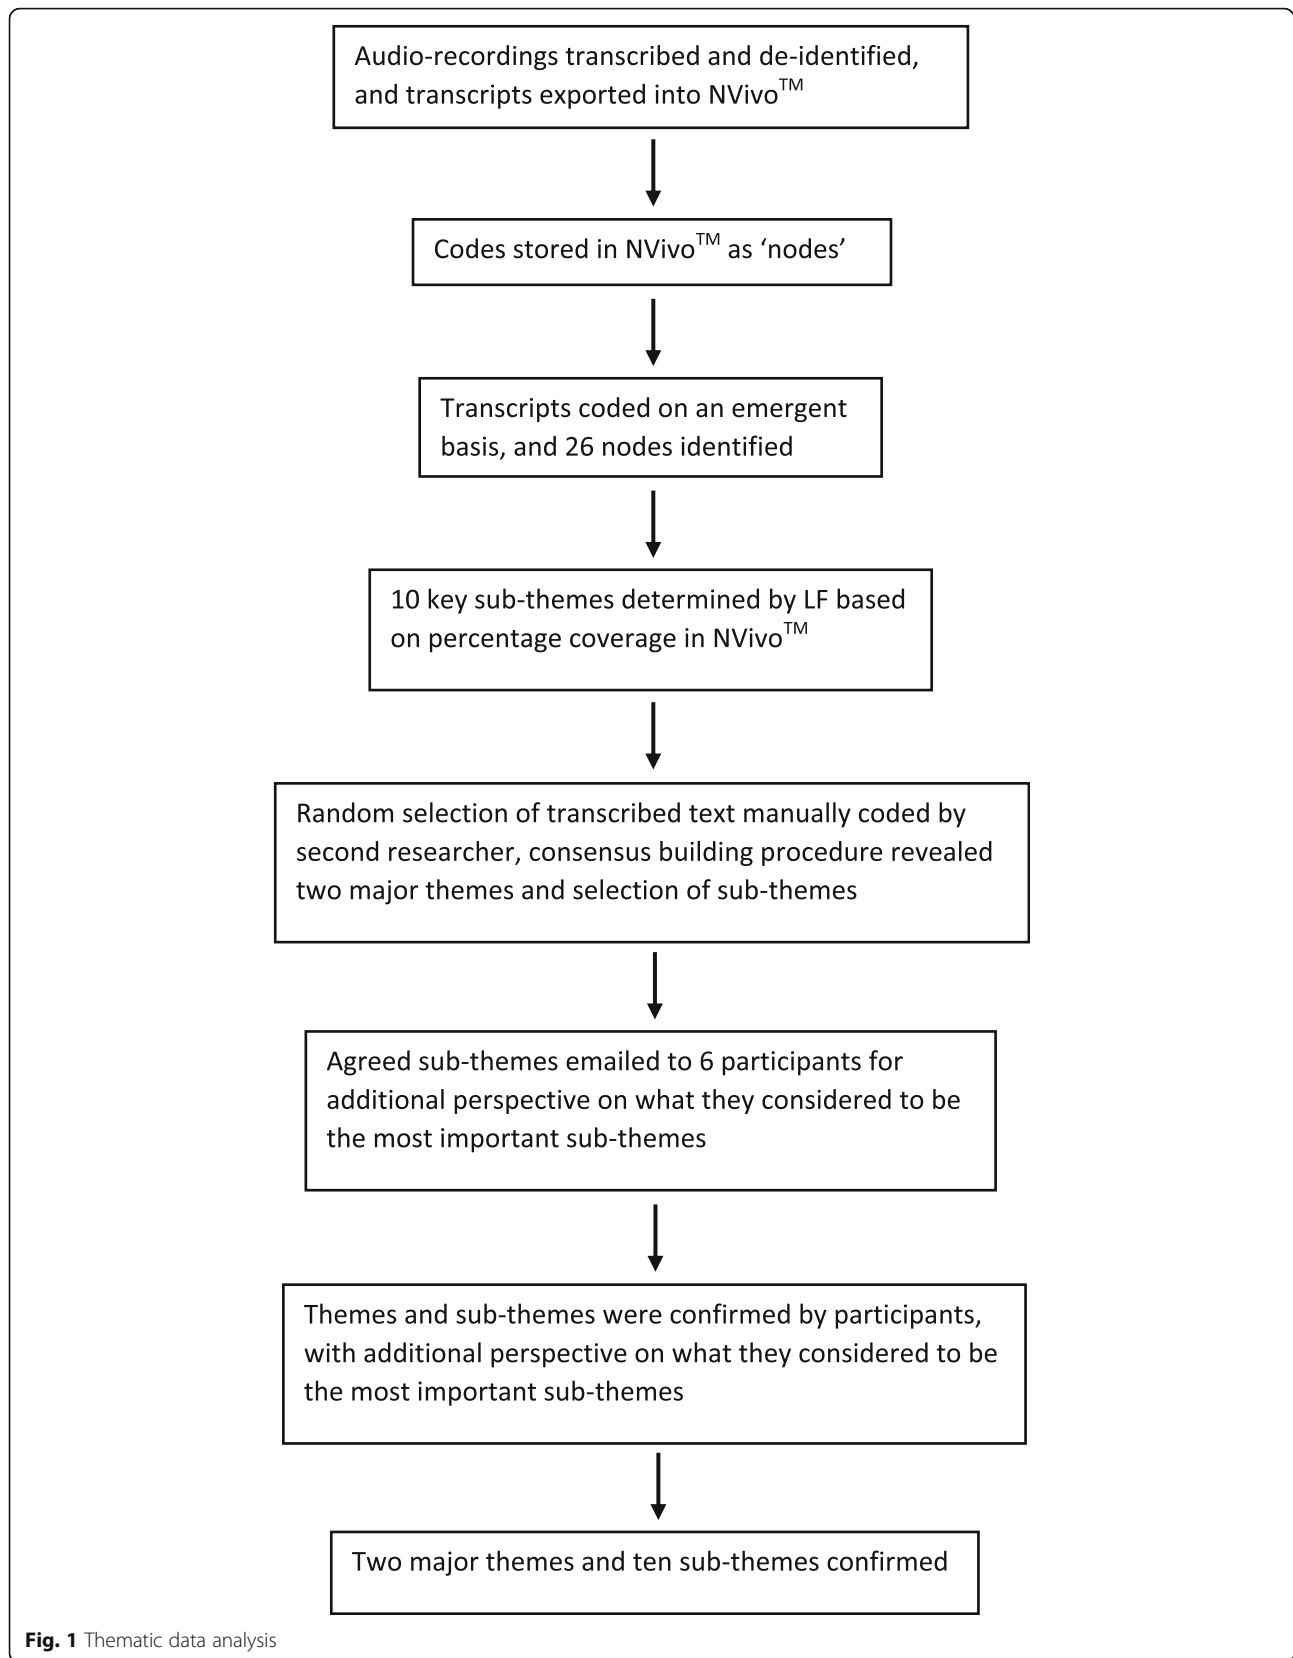 Audio-recordings transcribed and de-identified,
and transcripts exported into NVivo™
Codes stored in NVivo™ as ‘nodes’
Transcripts coded on an emergent
basis, and 26 nodes identified
10 key sub-themes determined by LF based
on percentage coverage in NVivo™
Random selection of transcribed text manually coded by
second researcher, consensus building procedure revealed
two major themes and selection of sub-themes
Agreed sub-themes emailed to 6 participants for
additional perspective on what they considered to be
the most important sub-themes
Themes and sub-themes were confirmed by participants,
with additional perspective on what they considered to be
the most important sub-themes
Two major themes and ten sub-themes confirmed
Fig. 1 Thematic data analysis